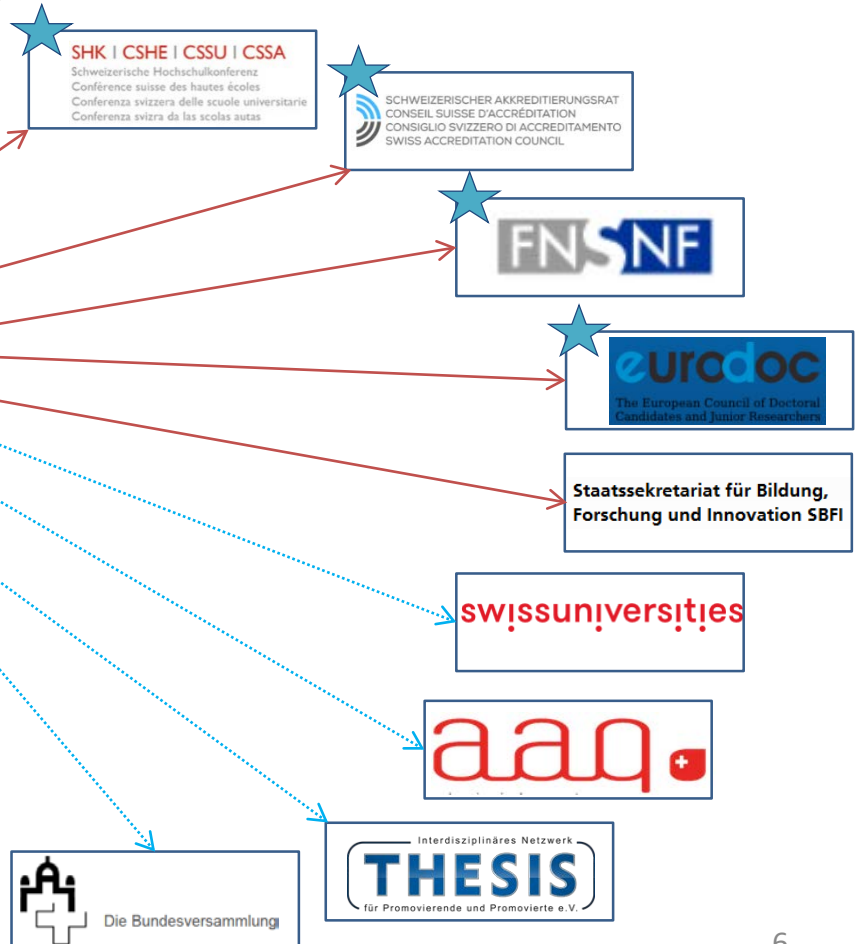 SHK | CSHE | CSSU | CSSA
Schweizerische Hochschulkonferenz
Conférence suisse des hautes écoles
Conferenza svizzera delle scuole universitarie
Conferenza svizra da las scolas autas
SCHWEIZERISCHER AKKREDITIERUNGSRAT
CONSEIL SUISSE D'ACCRÉDITATION
CONSIGLIO SVIZZERO DI ACCREDITAMENTO
SWISS ACCREDITATION COUNCIL
FNSNF
eurodoc
The European Council of Doctoral
Candidates and Junior Researchers
Staatssekretariat für Bildung,
Forschung und Innovation SBFI
swissuniversities
aaq
Interdisziplinäres Netzwerk
THESIS
für Promovierende und Promovierte e.V.
Die Bundesversammlung
6